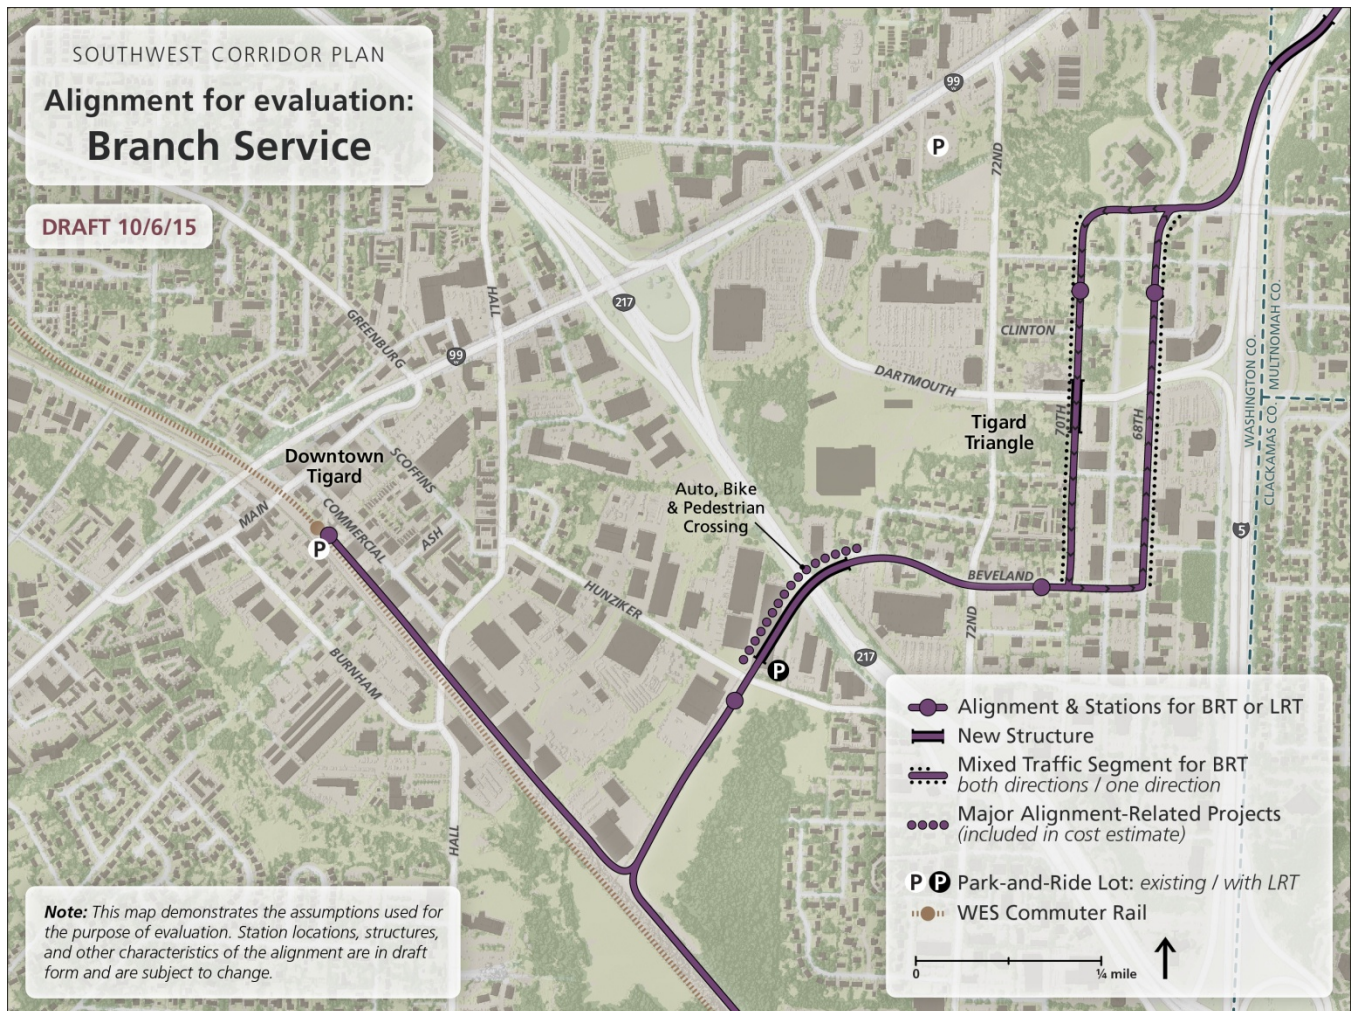 SOUTHWEST CORRIDOR PLAN
Alignment for evaluation:
Branch Service
DRAFT 10/6/15
99
P
72ND
HALL
217
GREENBURG
99
CLINTON
DARTMOUTH
WASHINGTON CO.
MULTNOMAH CO.
CLACKAMAS CO.
Tigard
Triangle
70TH
68TH
Downtown
Tigard
SCOFFINS
MAIN
COMMERCIAL
ASH
P
Auto, Bike
& Pedestrian
Crossing
5
BEVELAND
HUNZIKER
72ND
217
P
BURNHAM
HALL
Alignment & Stations for BRT or LRT
New Structure
Mixed Traffic Segment for BRT
both directions / one direction
Major Alignment-Related Projects
(included in cost estimate)
P P Park-and-Ride Lot: existing / with LRT
WES Commuter Rail
0 ¼ mile
Note: This map demonstrates the assumptions used for
the purpose of evaluation. Station locations, structures,
and other characteristics of the alignment are in draft
form and are subject to change.